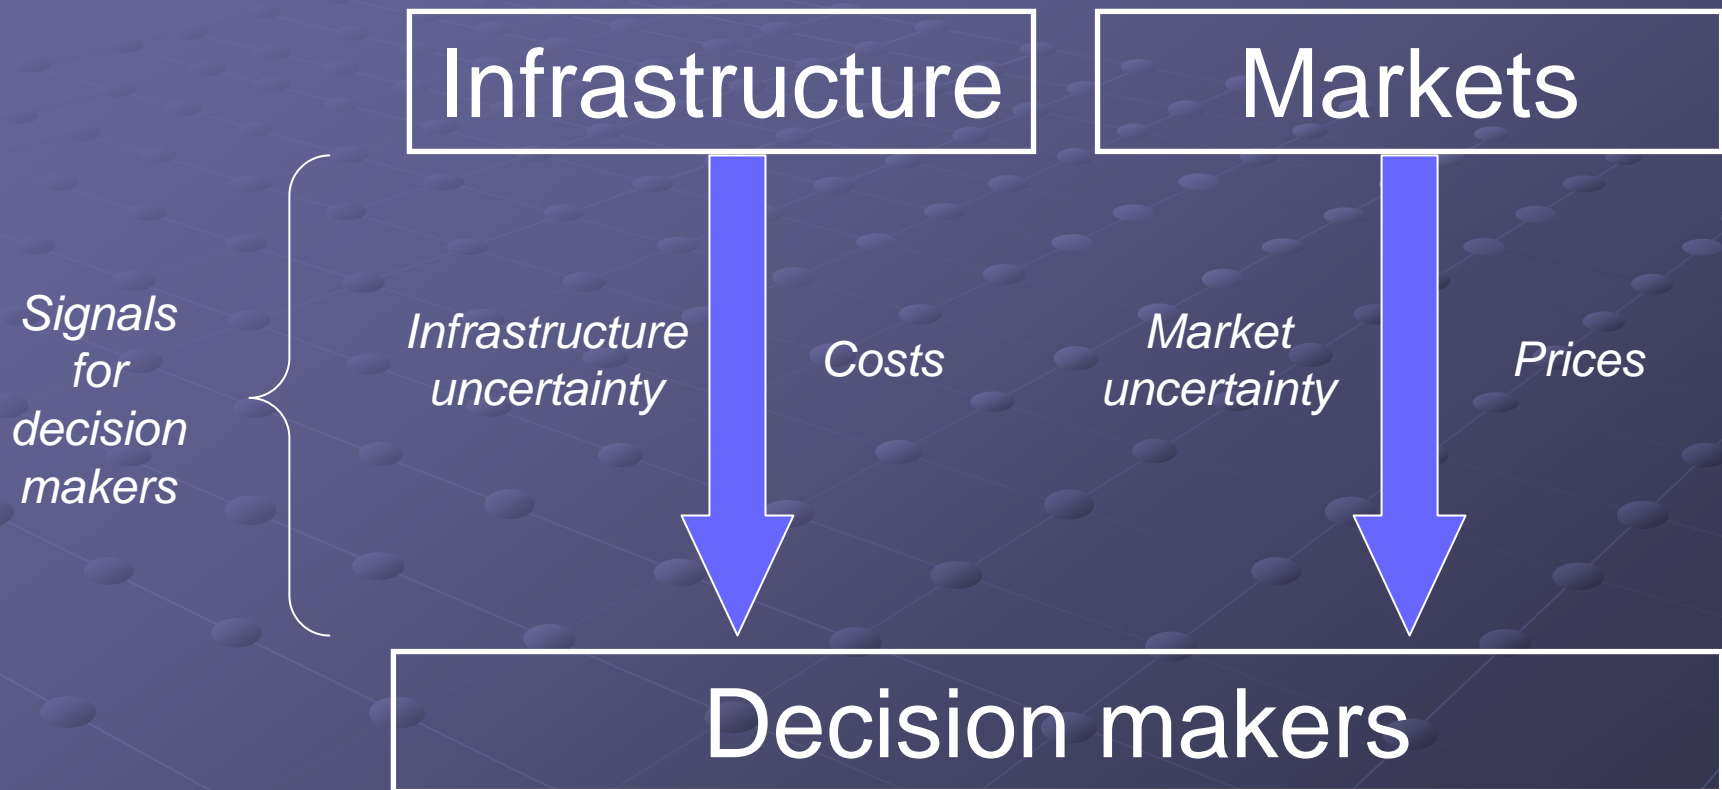 Infrastructure
Markets
Signals
for
decision
makers
Infrastructure
uncertainty
Costs
Market
uncertainty
Prices
Decision makers